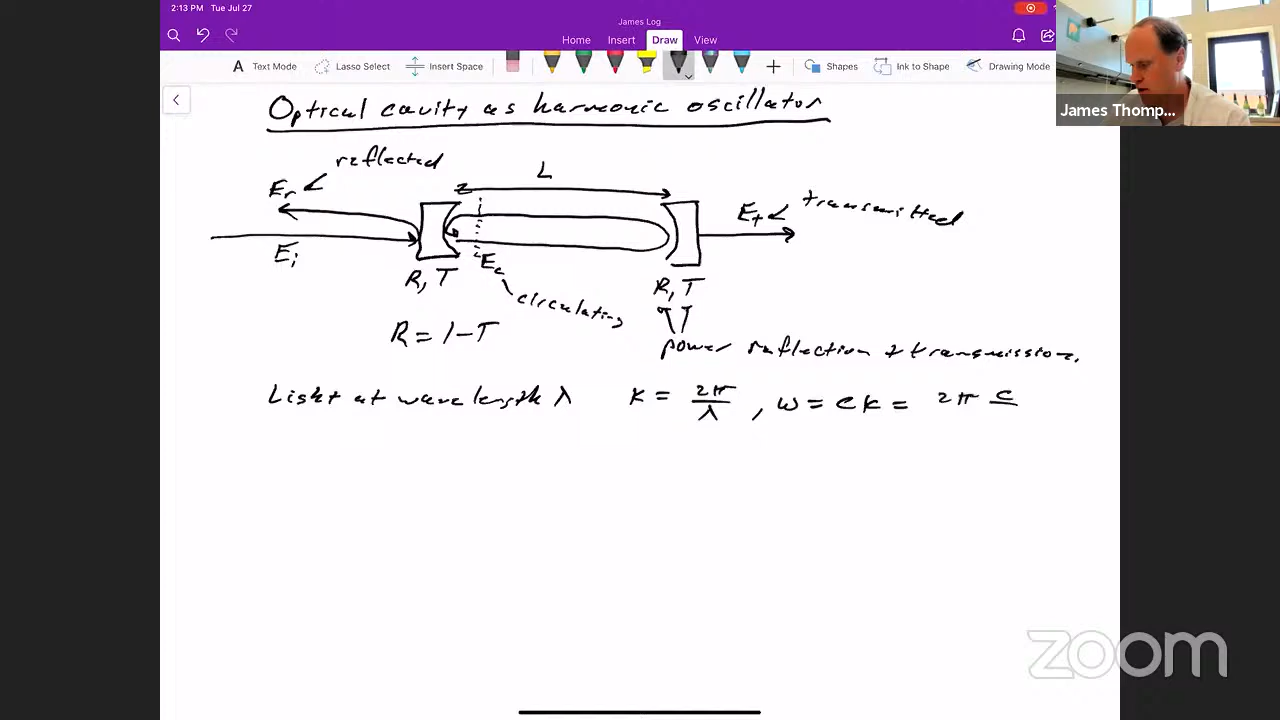 2:13 PM Tue Jul 27
James Log
Home Insert Draw View
Text Mode Lasso Select Insert Space Shapes Ink to Shape Drawing Mode
James Thomp...
Optical cavity as harmonic oscillator
reflected
L
Er
transmitted
Et
Ei
Ec
R, T
R, T
circulating
R = 1-T
power reflection & transmission.
Light at wavelength λ K = 2π/λ , ω = cK = 2π c
zoom